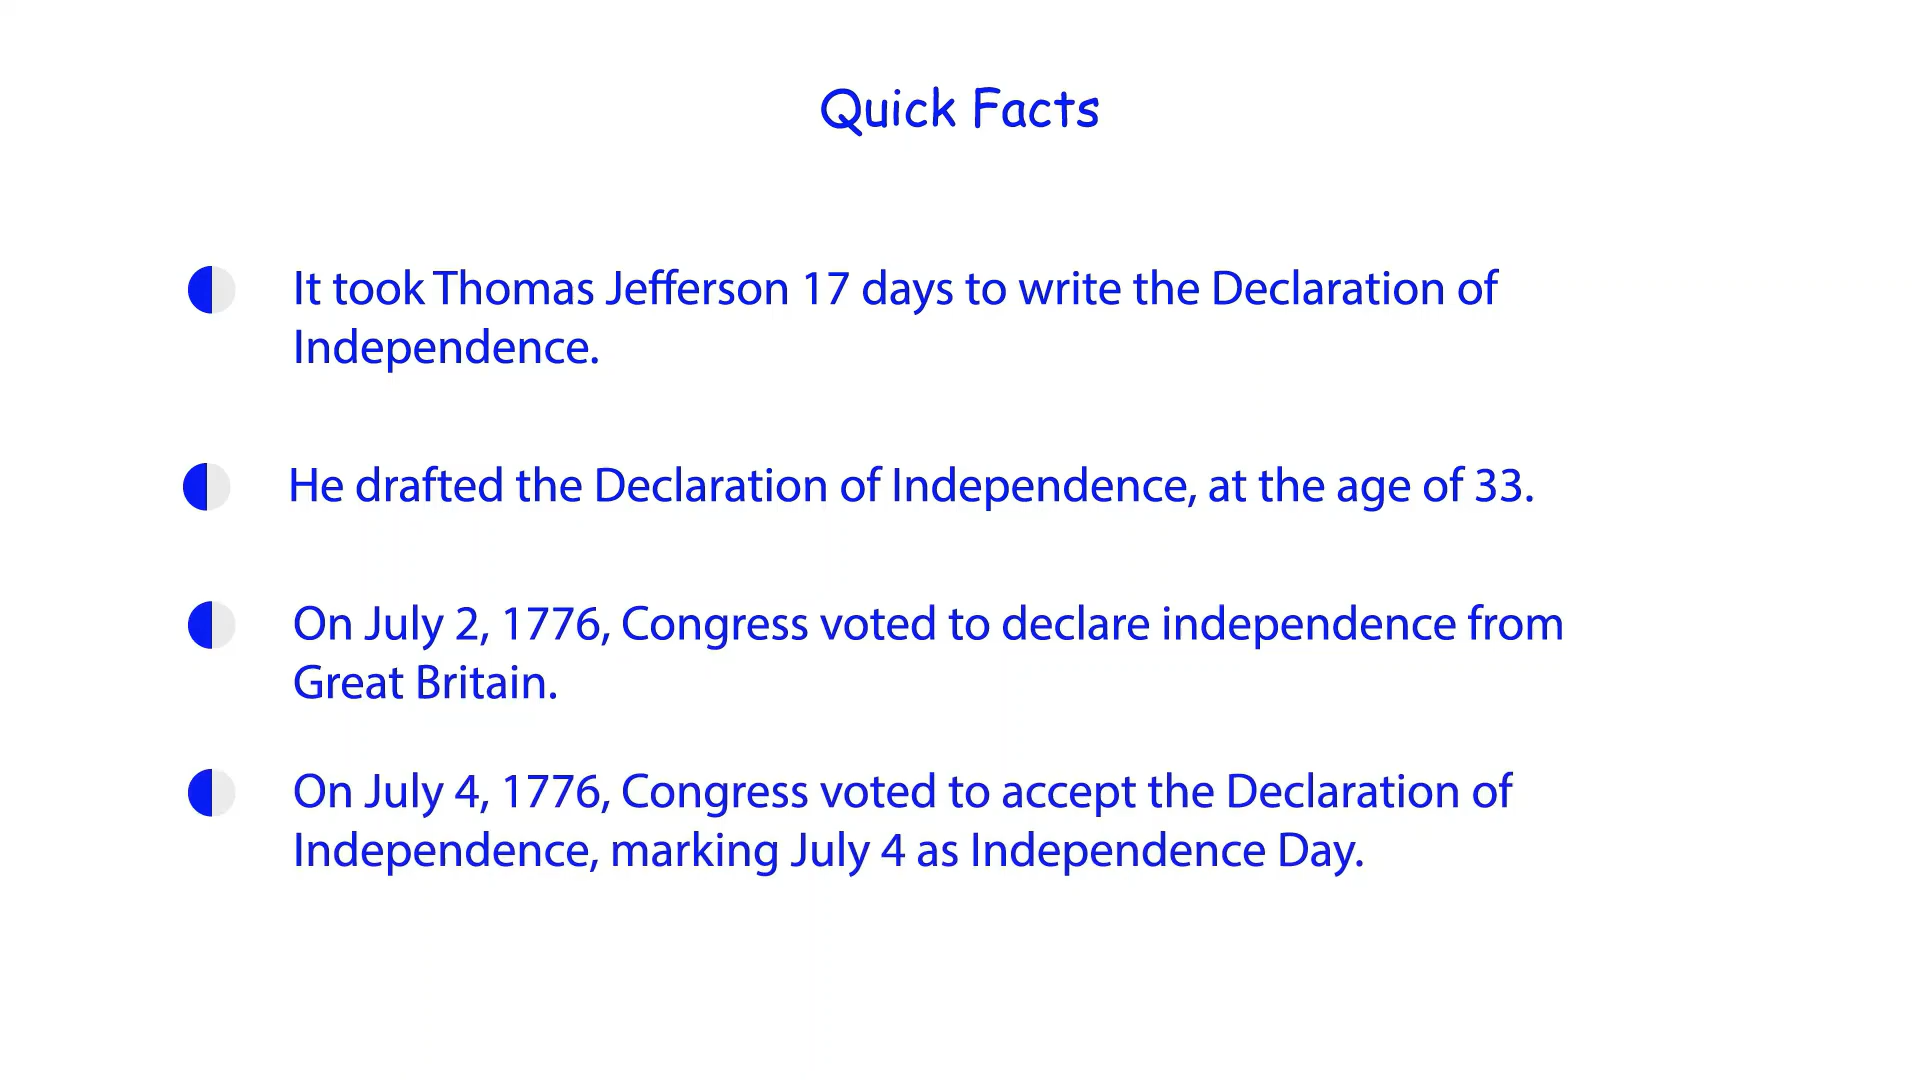 Quick Facts
It took Thomas Jefferson 17 days to write the Declaration of
Independence.
He drafted the Declaration of Independence, at the age of 33.
On July 2, 1776, Congress voted to declare independence from
Great Britain.
On July 4, 1776, Congress voted to accept the Declaration of
Independence, marking July 4 as Independence Day.